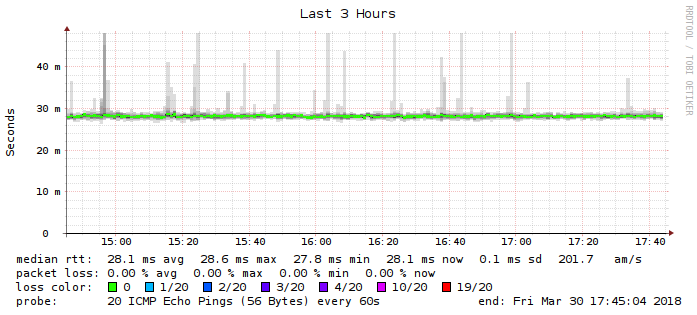 Last 3 Hours
RRDTOOL / TOBI OETIKER
Seconds
40 m
30 m
20 m
10 m
0
15:00 15:20 15:40 16:00 16:20 16:40 17:00 17:20 17:40
median rtt: 28.1 ms avg 28.6 ms max 27.8 ms min 28.1 ms now 0.1 ms sd 201.7 am/s
packet loss: 0.00 % avg 0.00 % max 0.00 % min 0.00 % now
loss color: 0 1/20 2/20 3/20 4/20 10/20 19/20
probe: 20 ICMP Echo Pings (56 Bytes) every 60s end: Fri Mar 30 17:45:04 2018